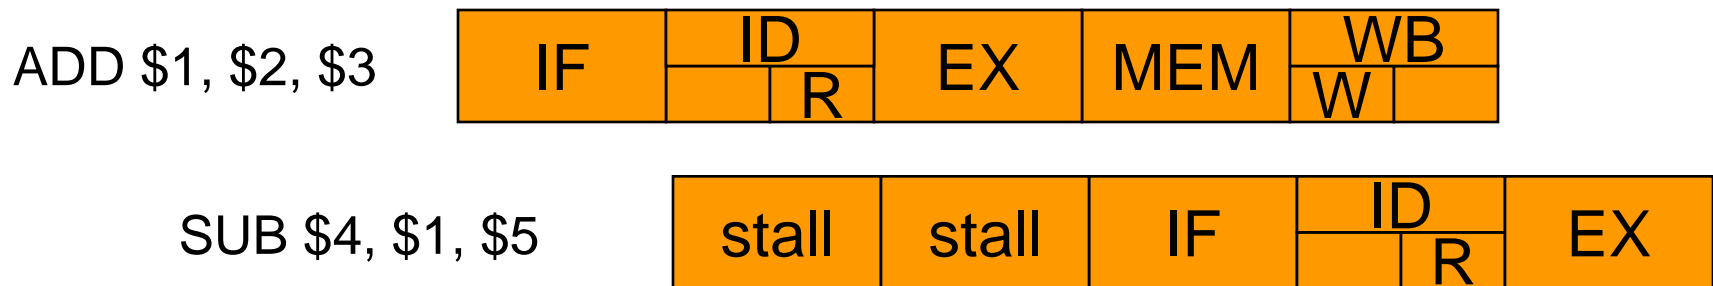 ADD $1, $2, $3 IF ID EX MEM WB
R W
SUB $4, $1, $5 stall stall IF ID EX
R